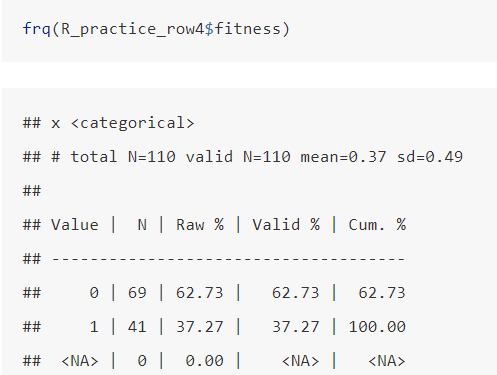 frq(R_practice_row4$fitness)
## x <categorical>
## # total N=110 valid N=110 mean=0.37 sd=0.49
##
## Value |  N | Raw % | Valid % | Cum. %
## -------------------------------------
##     0 | 69 | 62.73 |   62.73 |  62.73
##     1 | 41 | 37.27 |   37.27 | 100.00
##  <NA> |  0 |  0.00 |    <NA> |   <NA>